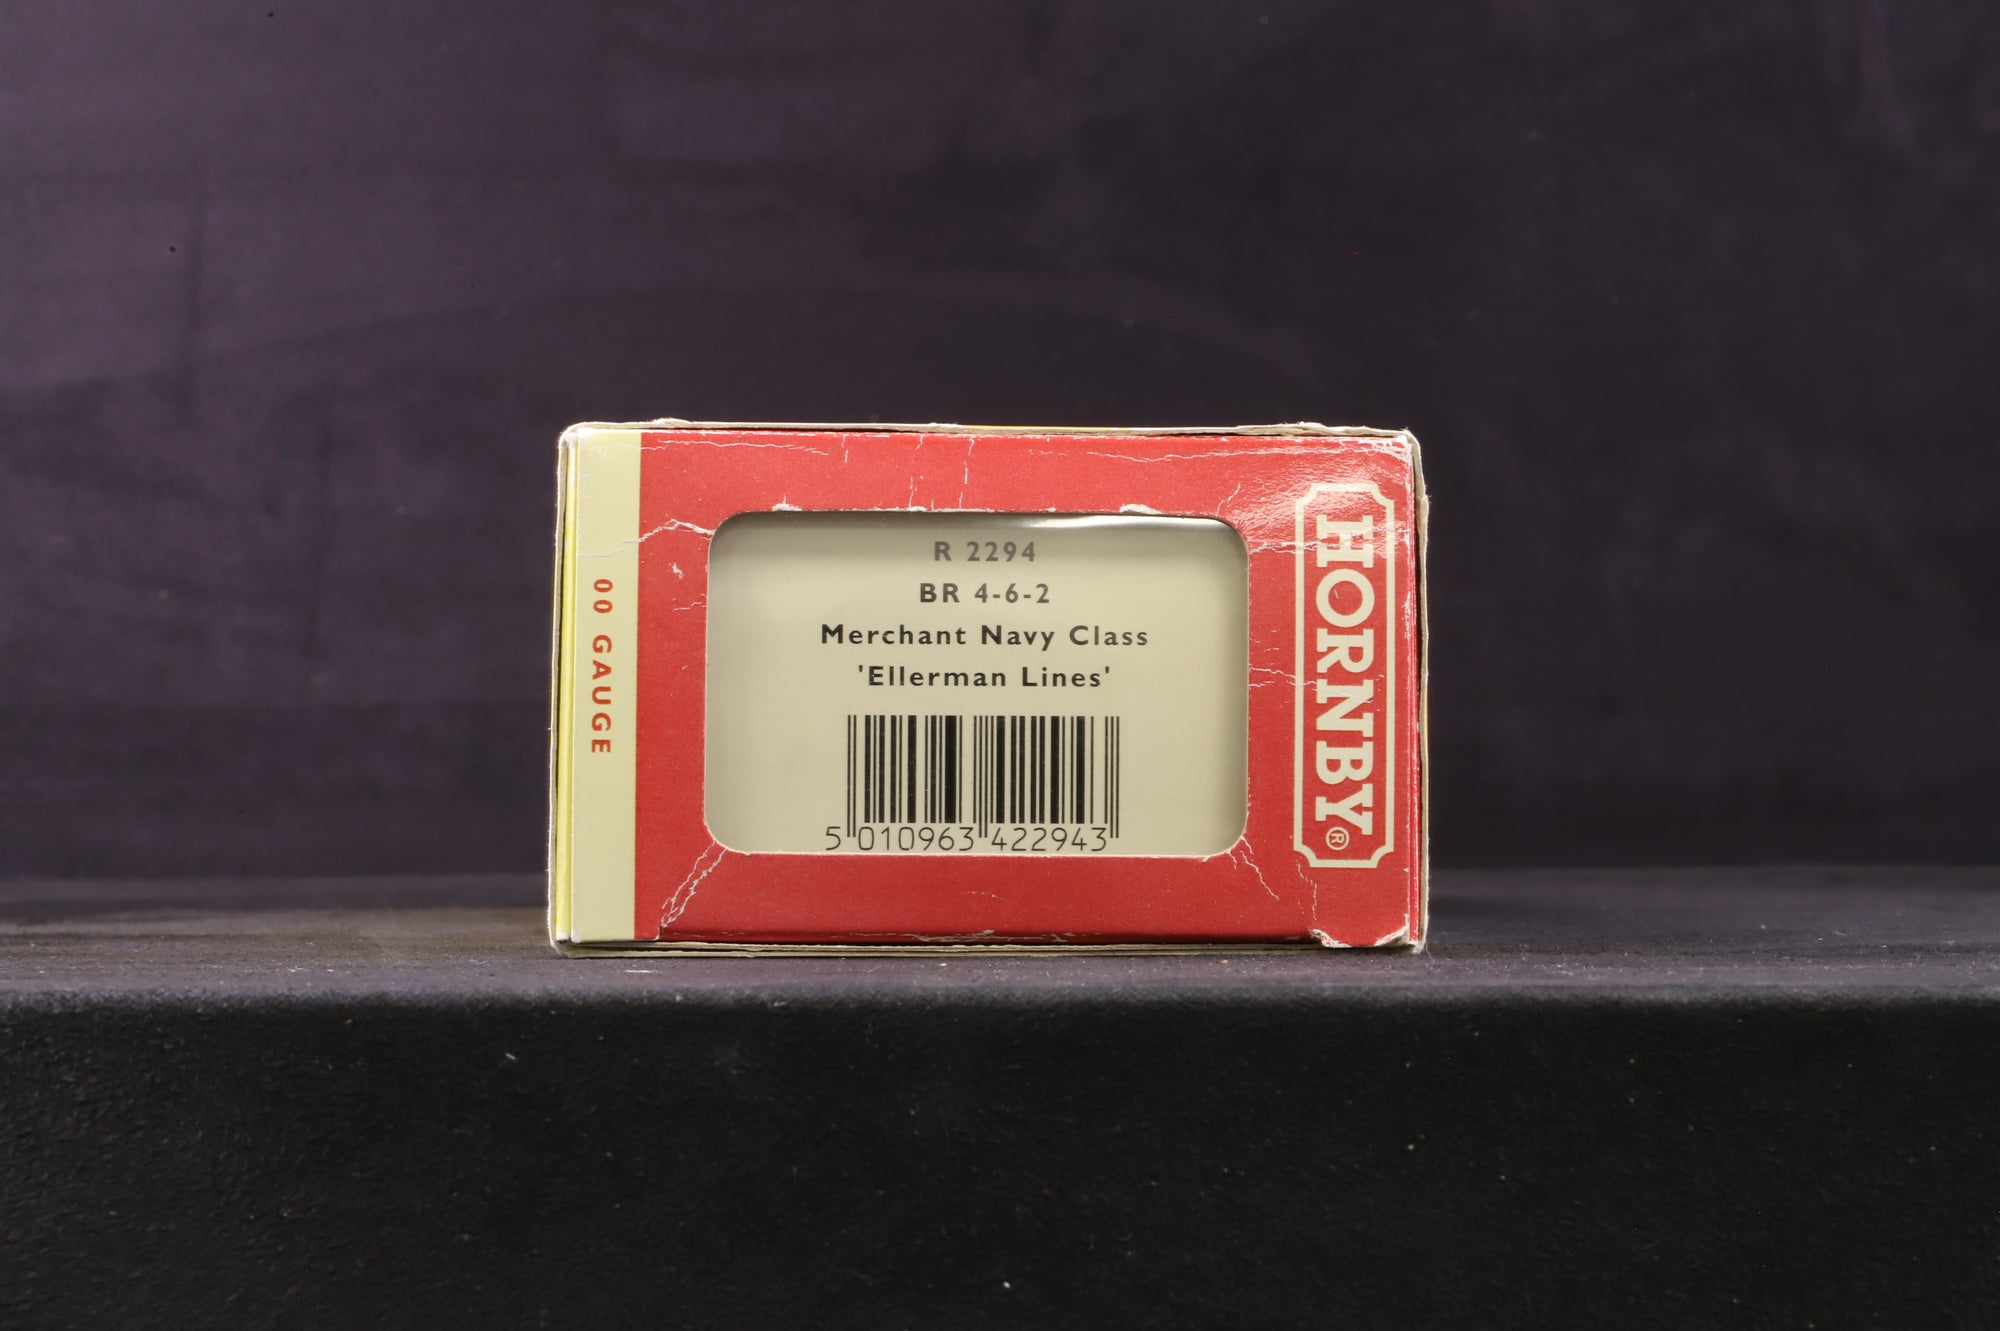 00 GAUGE
R 2294
BR 4-6-2
Merchant Navy Class
'Ellerman Lines'
5 010963 422943
HORNBY®